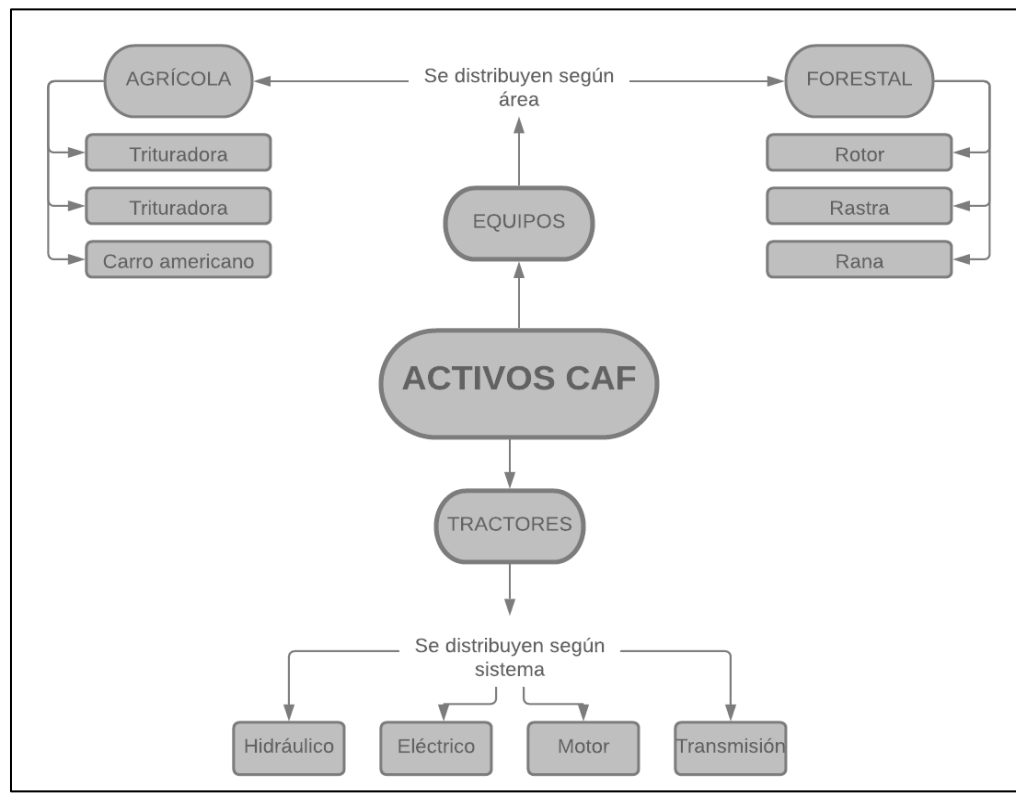 AGRÍCOLA
Se distribuyen según
área
FORESTAL
Trituradora
Rotor
Trituradora
Rastra
EQUIPOS
Carro americano
Rana
ACTIVOS CAF
TRACTORES
Se distribuyen según
sistema
Hidráulico
Eléctrico
Motor
Transmisión